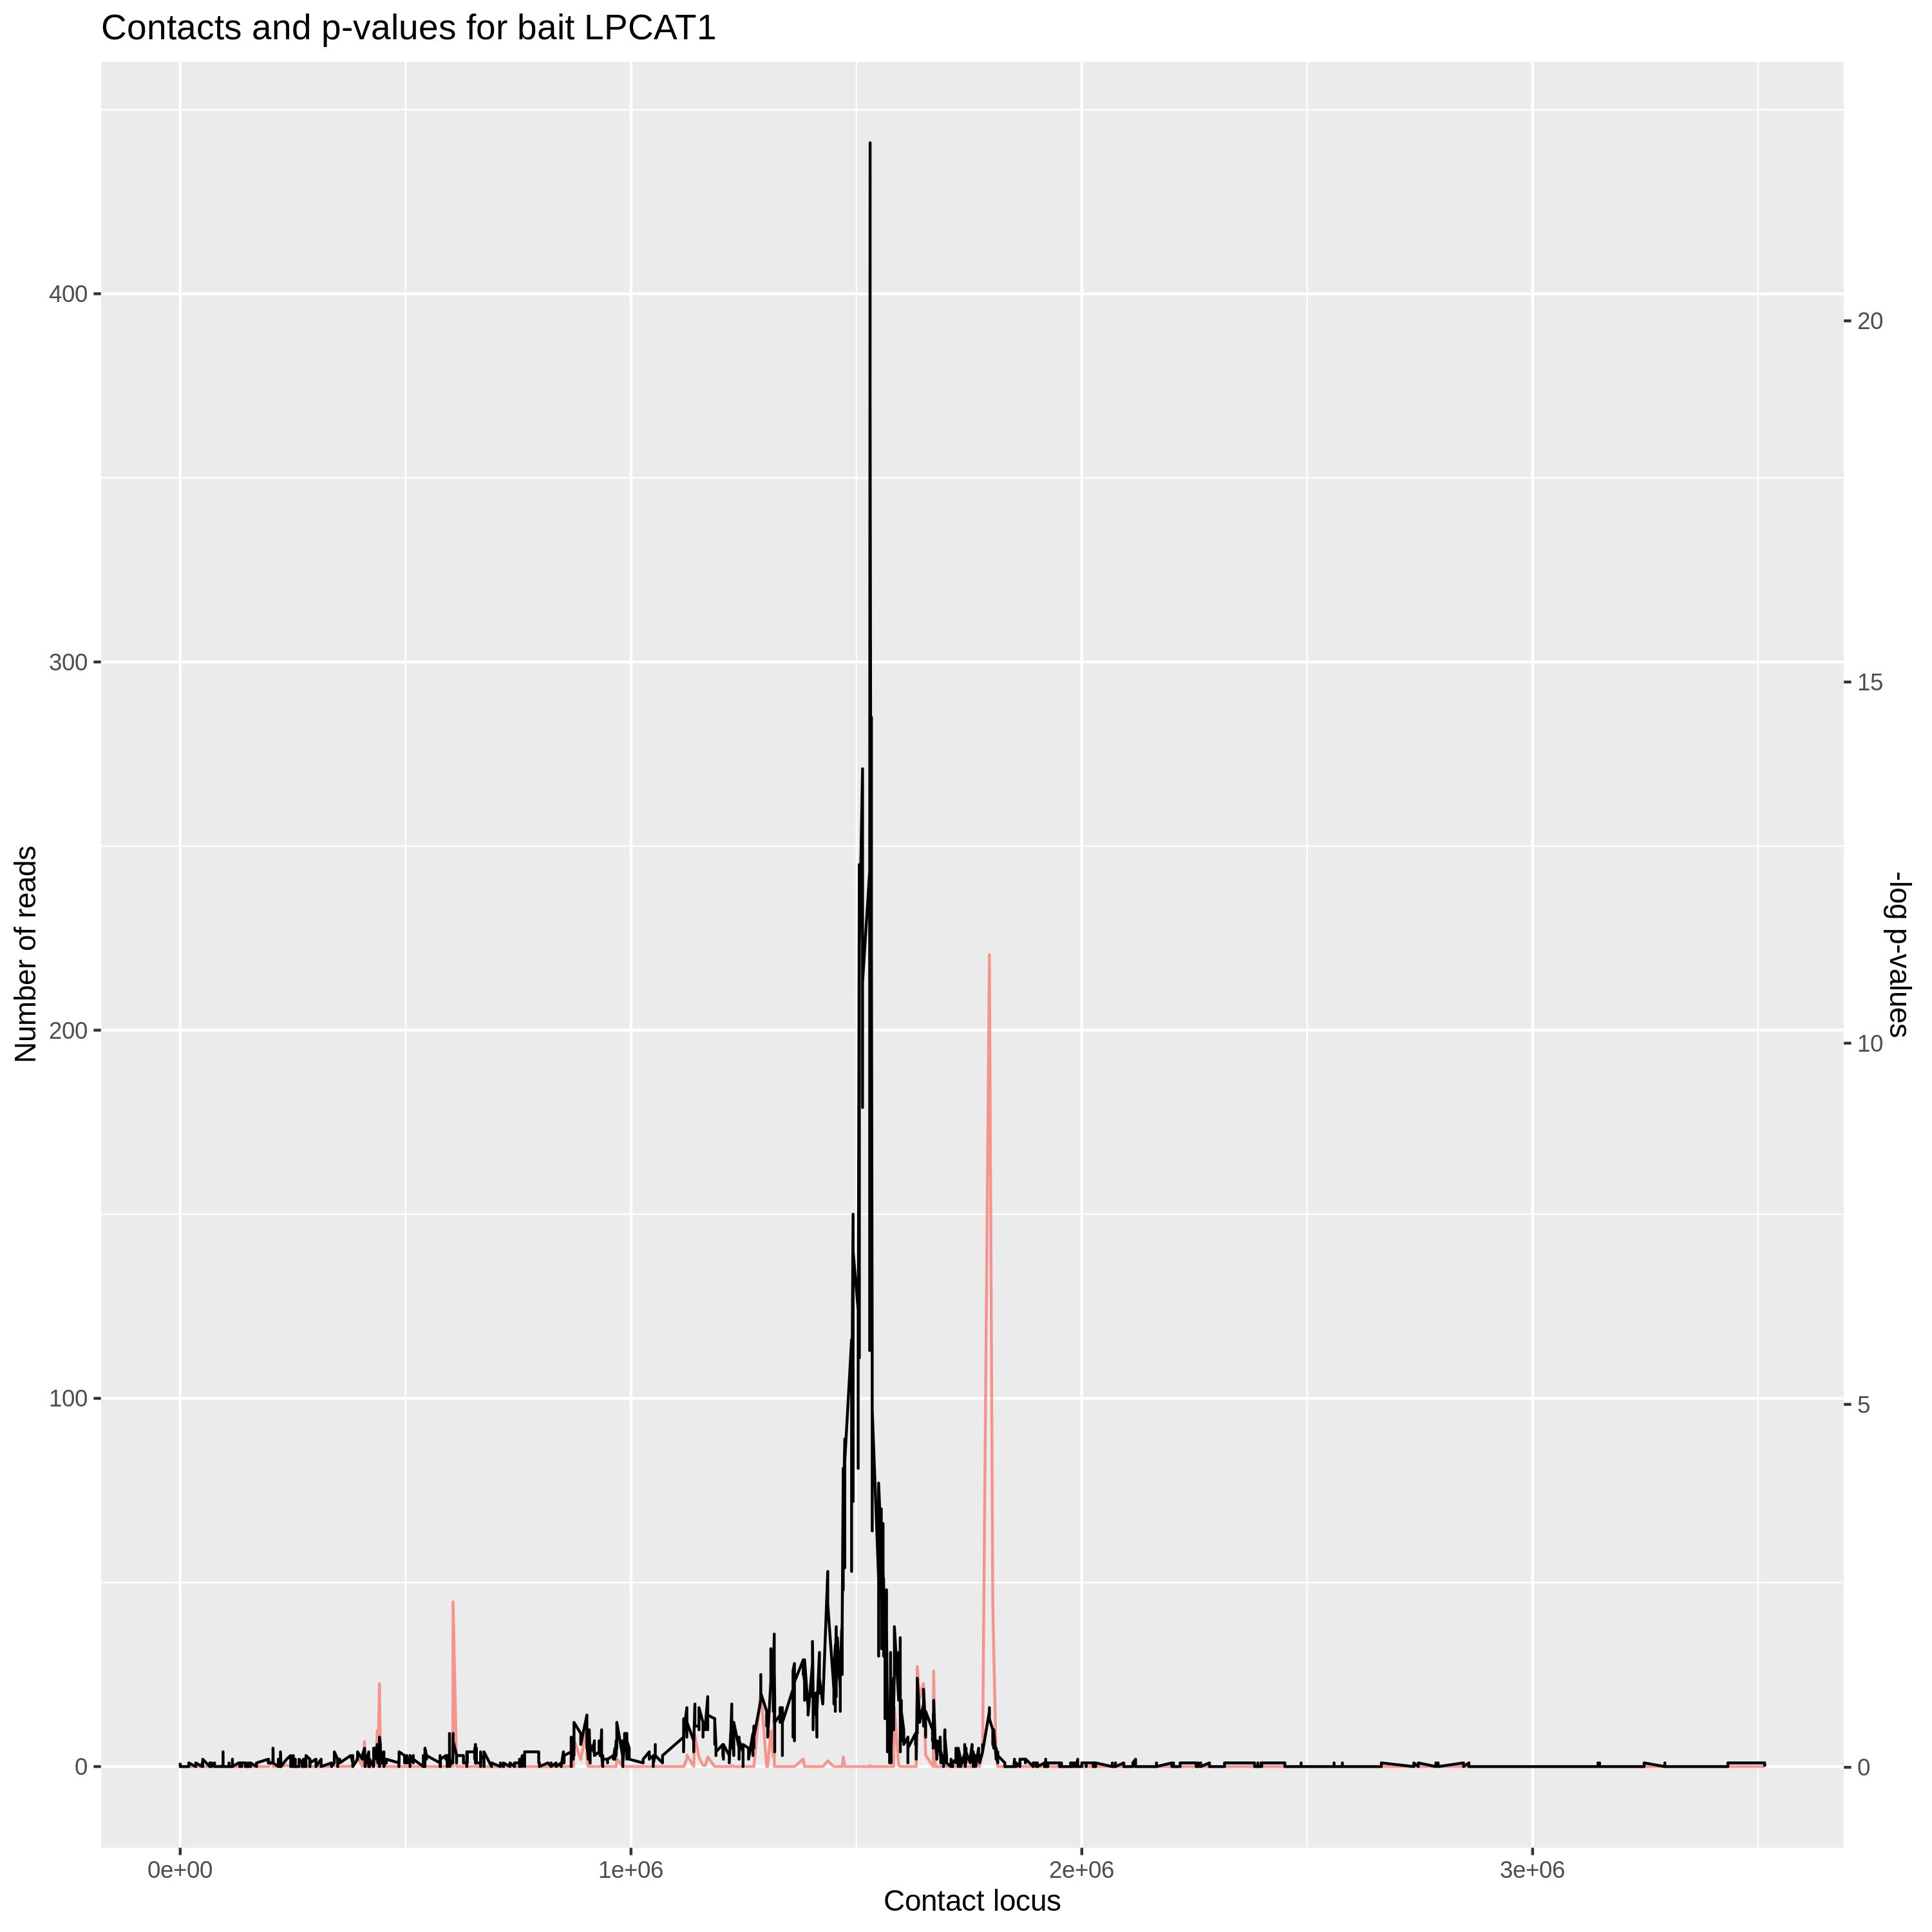 Contacts and p-values for bait LPCAT1
Number of reads
400
300
200
100
0
20
15
10
5
0
-log p-values
0e+00
1e+06
2e+06
3e+06
Contact locus